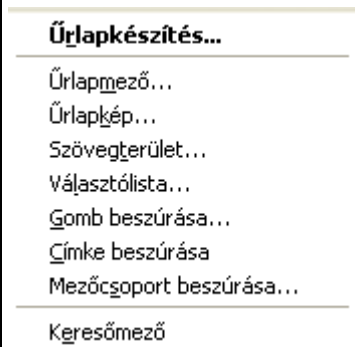 Űrlapkészítés...
Űrlapmező...
Űrlapkép...
Szövegterület...
Választólista...
Gomb beszúrása...
Címke beszúrása
Mezőcsoport beszúrása...
Keresőmező